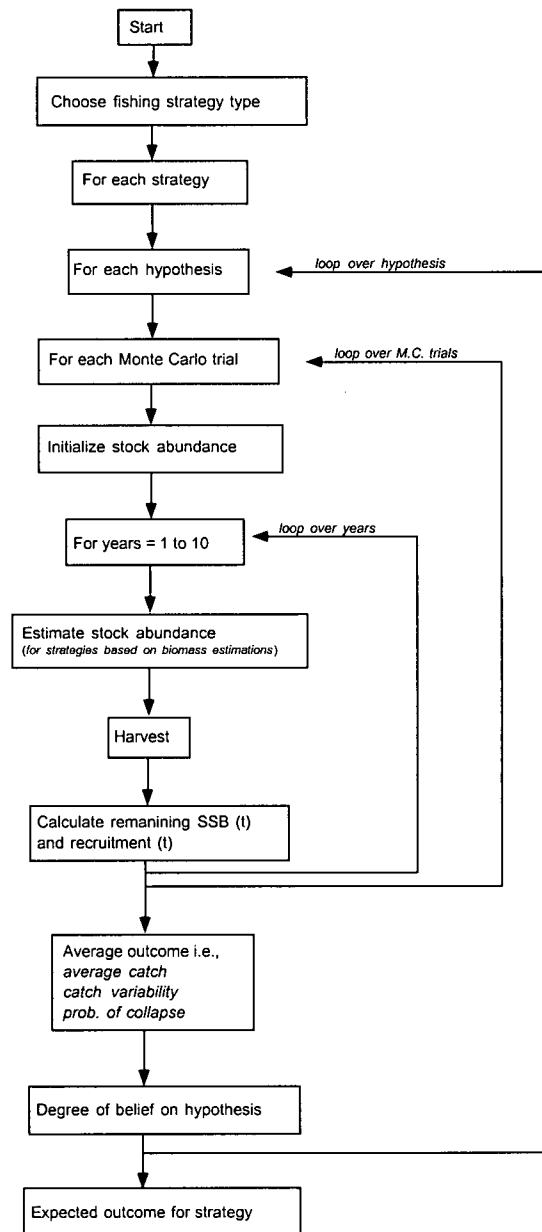 Start
Choose fishing strategy type
For each strategy
For each hypothesis
loop over hypothesis
For each Monte Carlo trial
loop over M.C. trials
Initialize stock abundance
For years = 1 to 10
loop over years
Estimate stock abundance
(for strategies based on biomass estimations)
Harvest
Calculate remanining SSB (t)
and recruitment (t)
Average outcome i.e.,
average catch
catch variability
prob. of collapse
Degree of belief on hypothesis
Expected outcome for strategy